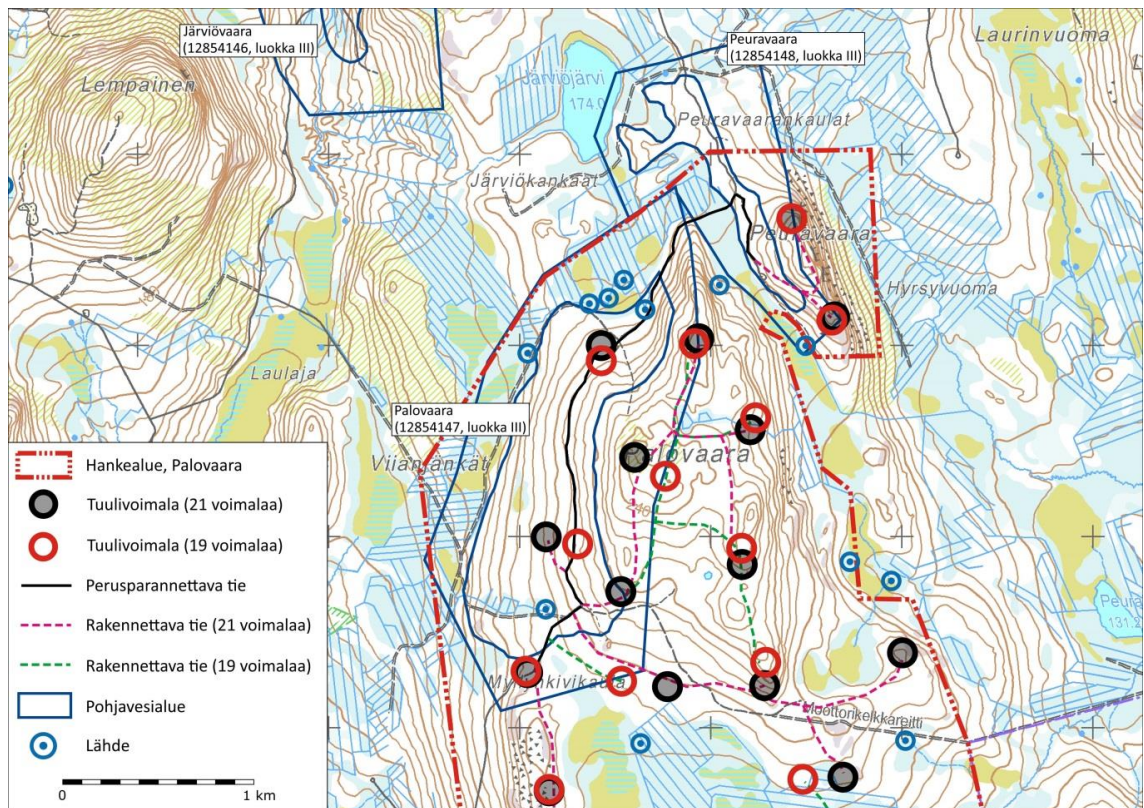 Järviövaara
(12854146, luokka III)
Peuravaara
(12854148, luokka III)
Laurinvuoma
Lempainen
Järviöjärvi
174.0
Peuravaarankaulat
Järviökankaat
Peuravaara
Hyrsyvuoma
Laulaja
Palovaara
(12854147, luokka III)
Viianjänkät
Palovaara
Hankealue, Palovaara
Tuulivoimala (21 voimalaa)
Tuulivoimala (19 voimalaa)
Perusparannettava tie
Rakennettava tie (21 voimalaa)
Rakennettava tie (19 voimalaa)
Pohjavesialue
Lähde
0 1 km
Moottorikelkkareitti
Peura
131.2